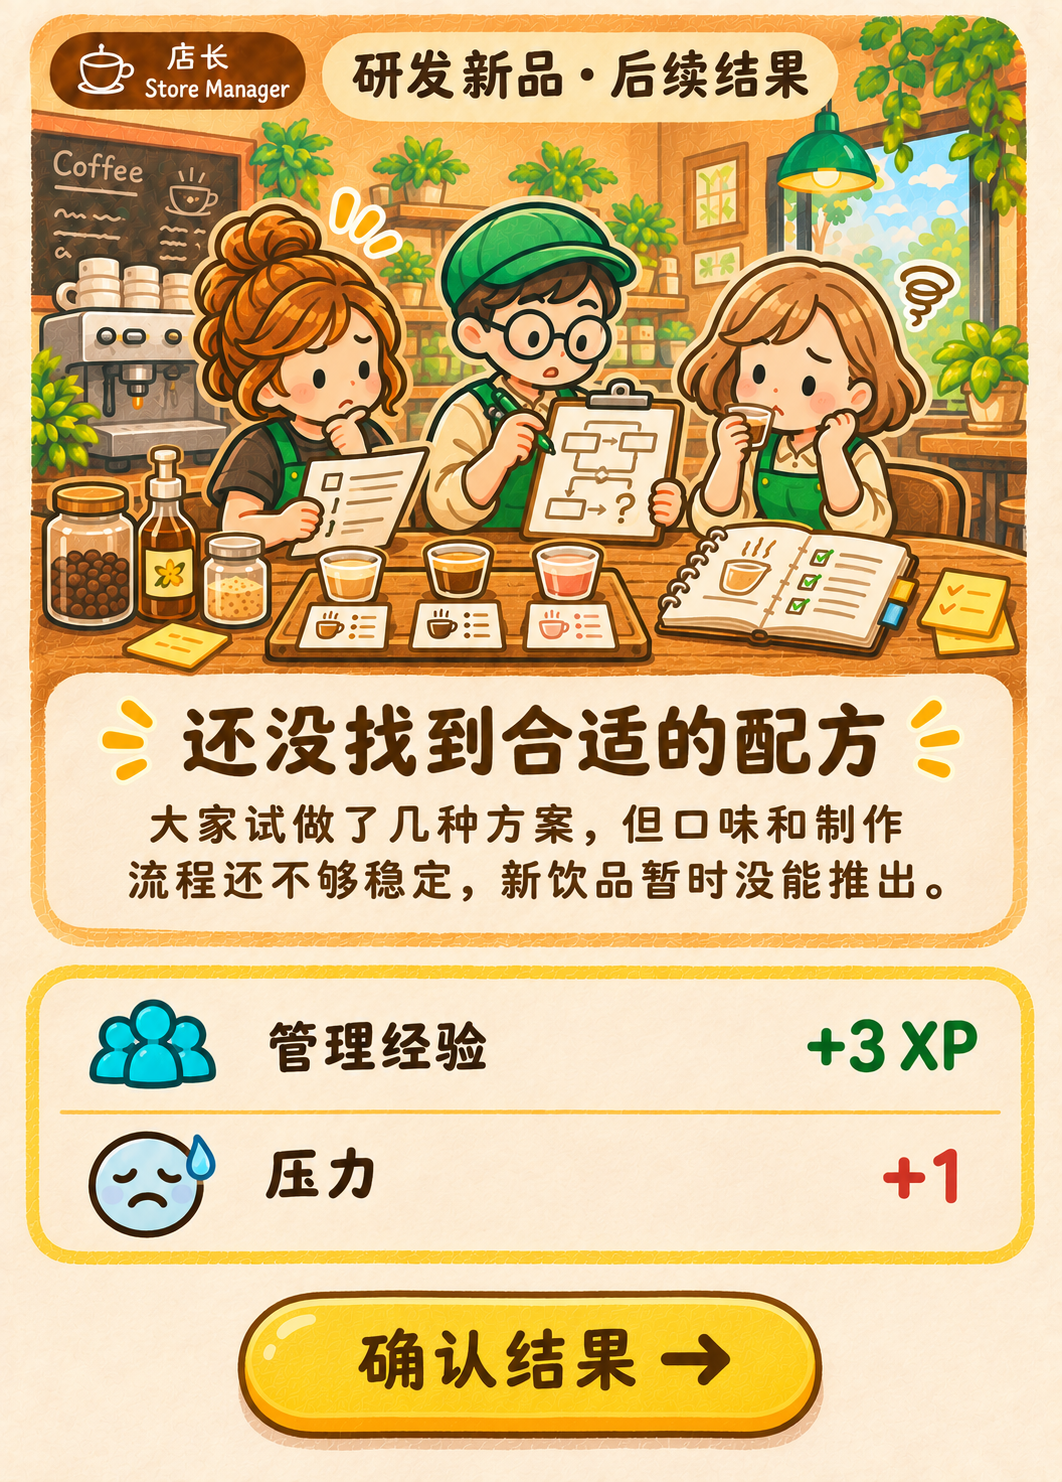 店长
Store Manager
研发新品·后续结果
Coffee
a
?
还没找到合适的配方
大家试做了几种方案，但口味和制作
流程还不够稳定，新饮品暂时没能推出。
管理经验
+3 XP
压力
+1
确认结果 →